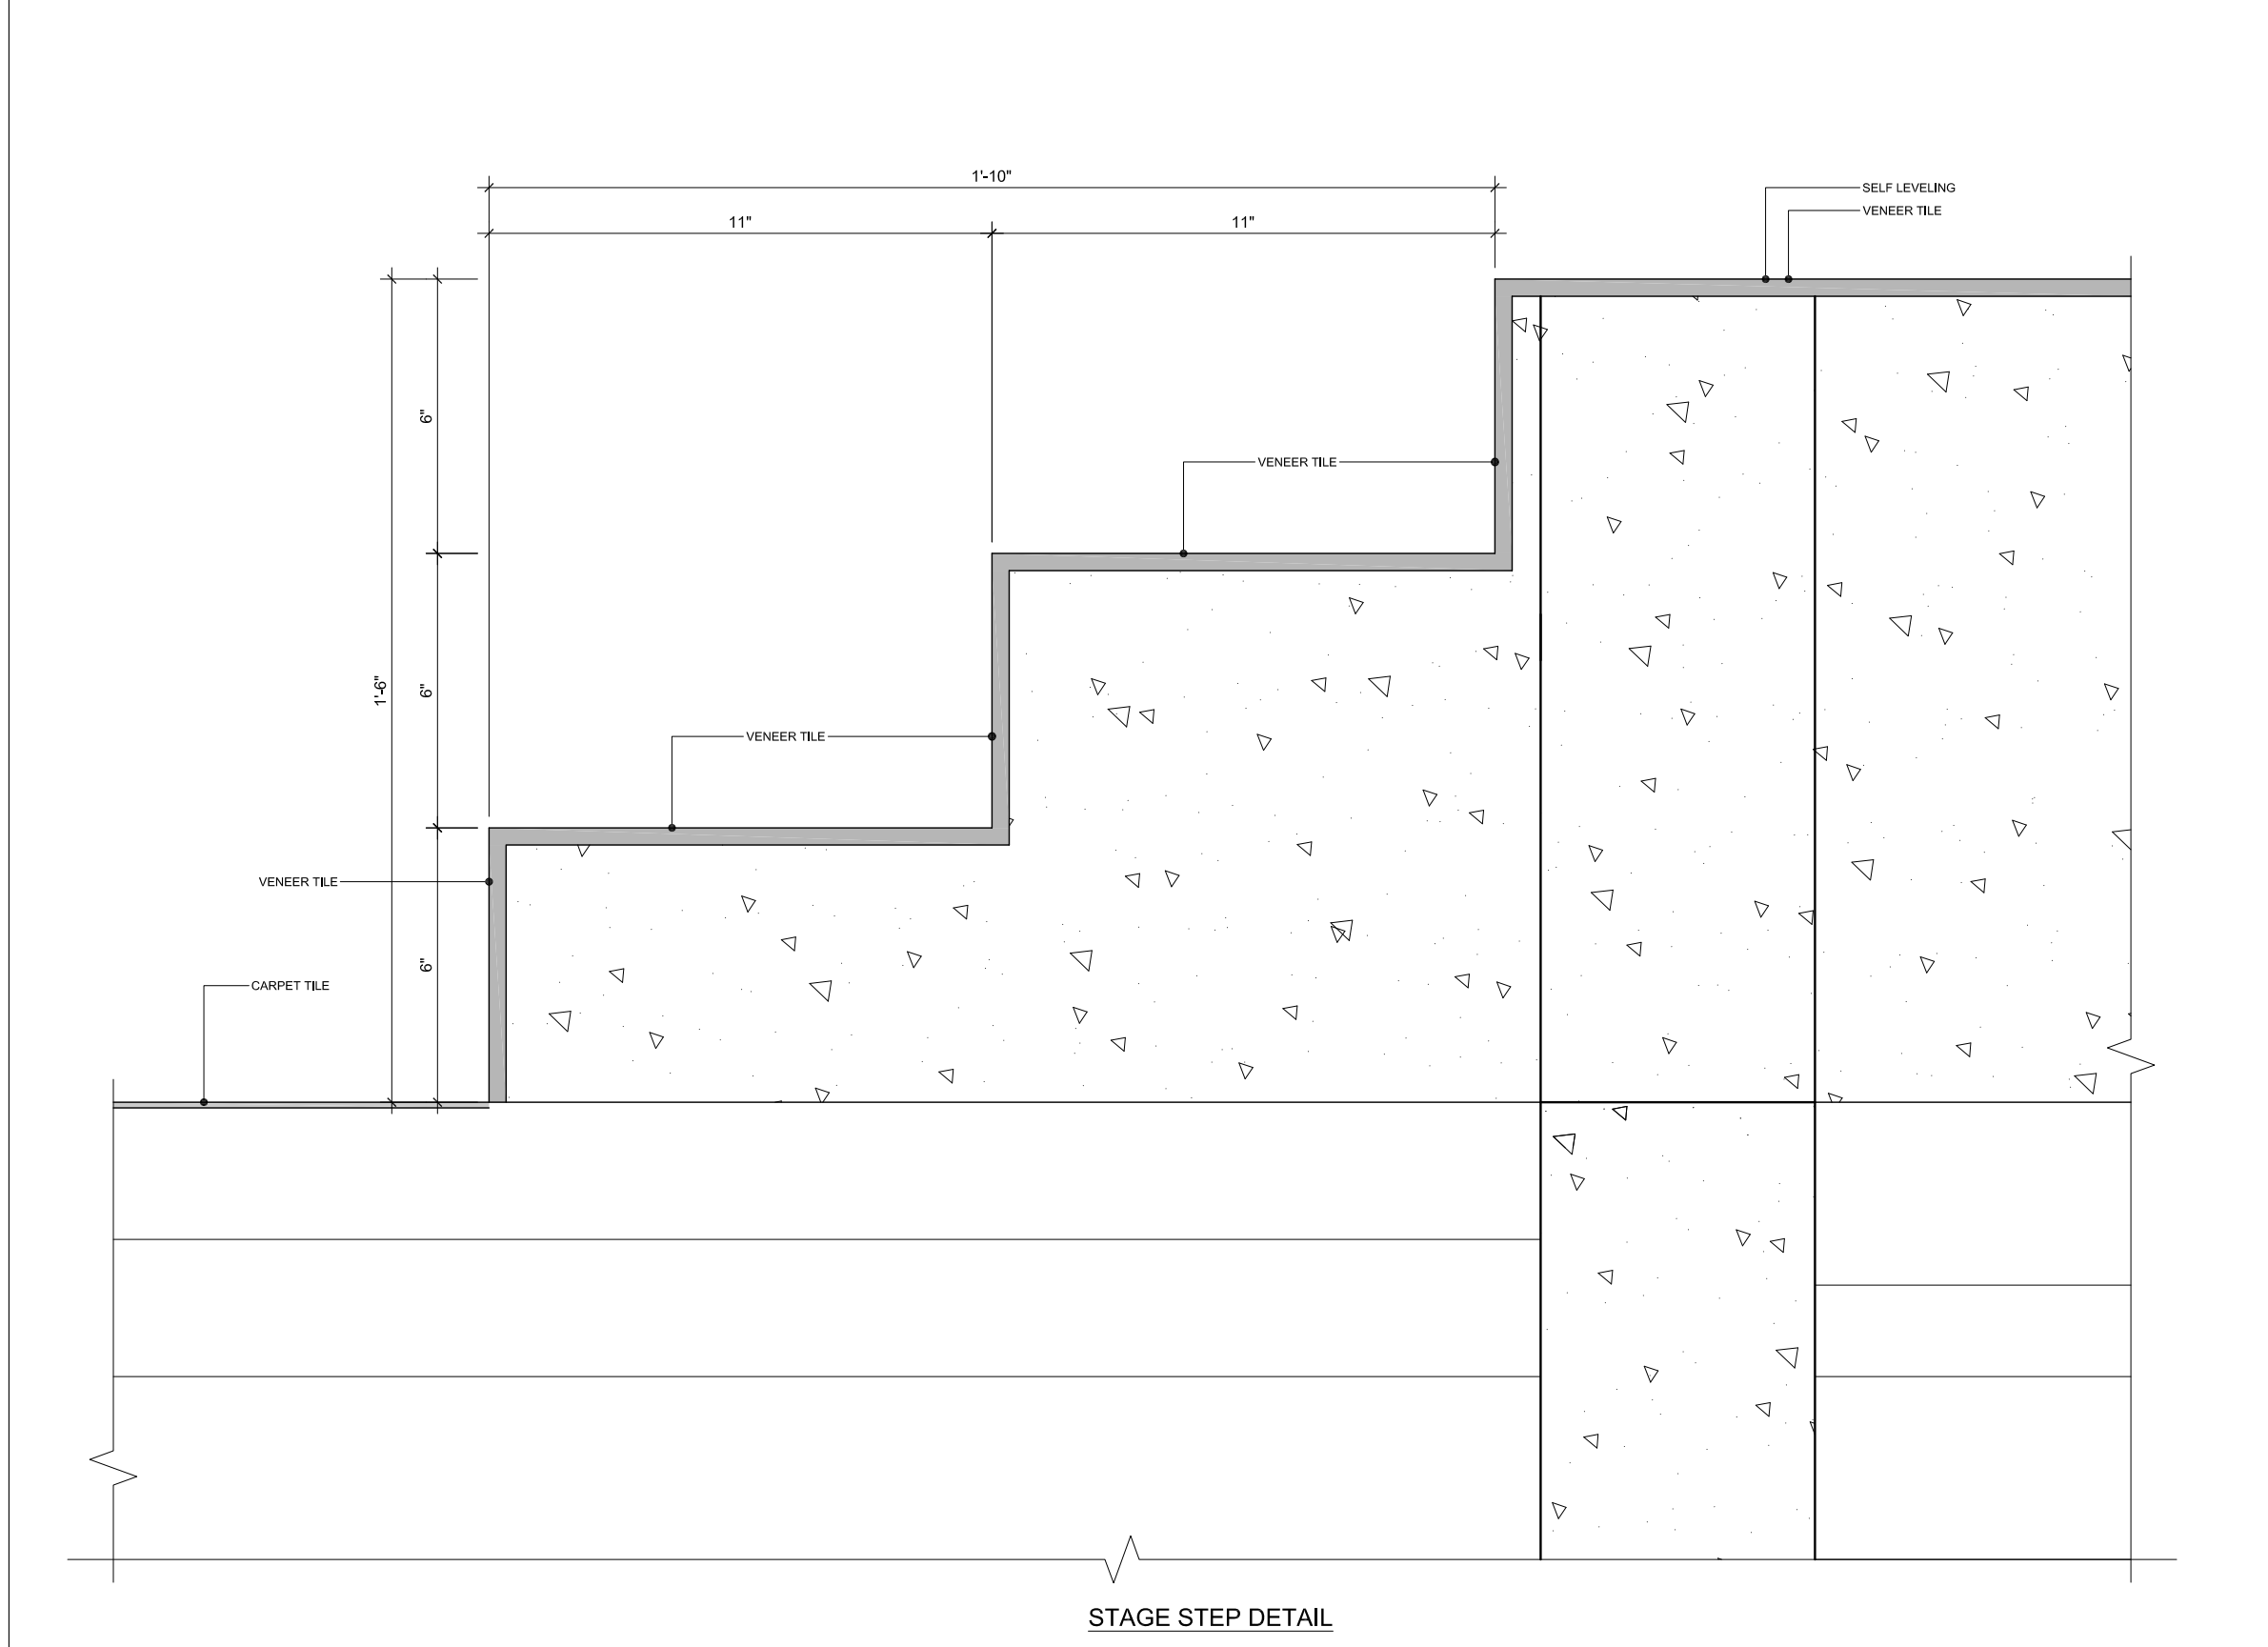 1'-10"
SELF LEVELING
VENEER TILE
11"
11"
6"
VENEER TILE
1'-6"
6"
VENEER TILE
VENEER TILE
6"
CARPET TILE
STAGE STEP DETAIL